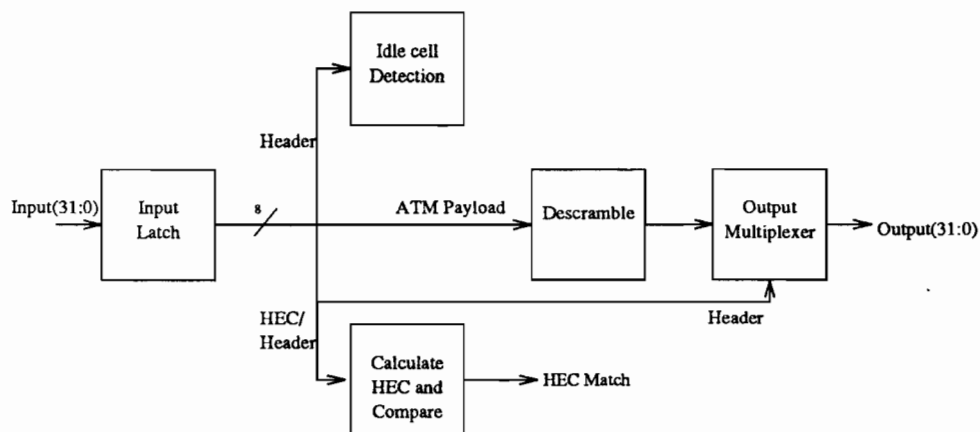 Idle cell
Detection
Header
Input(31:0)
Input
Latch
8
ATM Payload
Descramble
Output
Multiplexer
Output(31:0)
HEC/
Header
Header
Calculate
HEC and
Compare
HEC Match